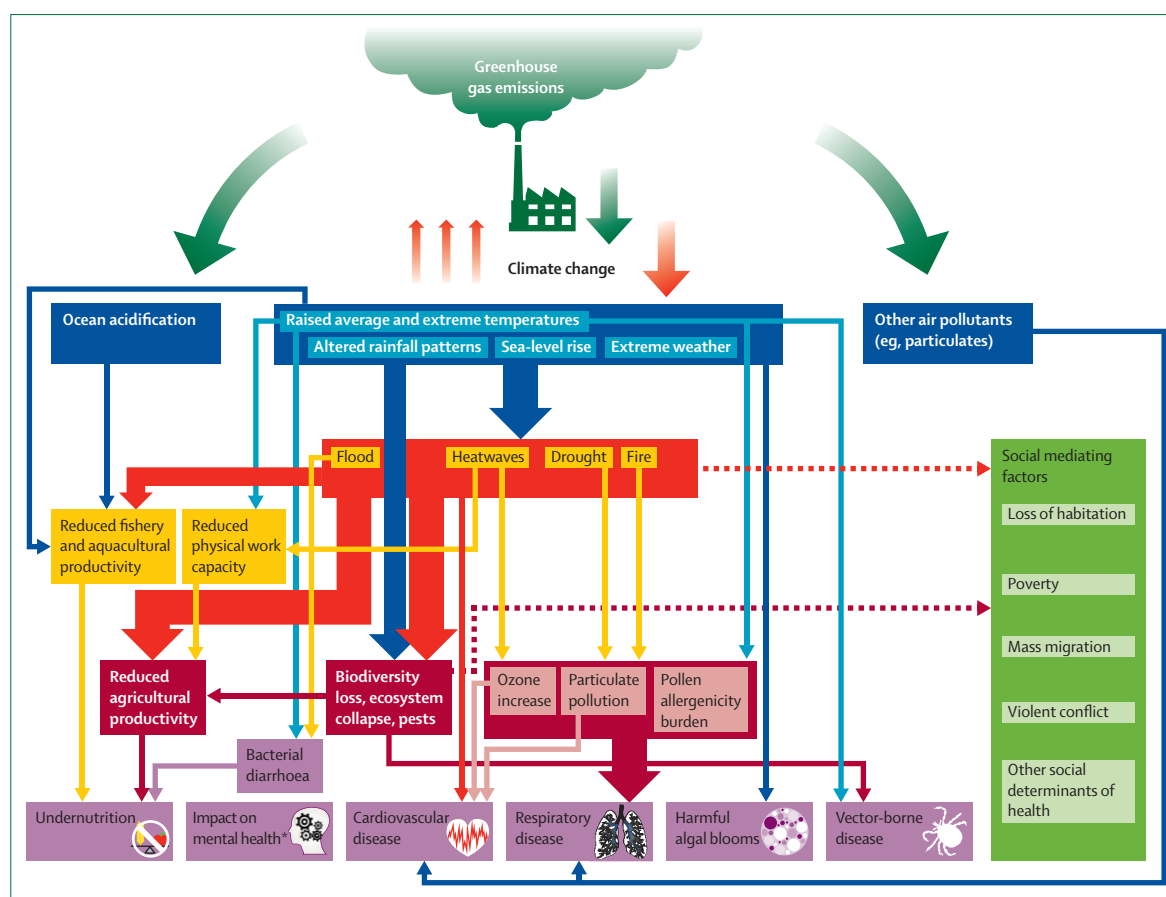 Greenhouse
gas emissions
Climate change
Ocean acidification
Raised average and extreme temperatures
Altered rainfall patterns
Sea-level rise
Extreme weather
Other air pollutants
(eg, particulates)
Flood
Heatwaves
Drought
Fire
Social mediating
factors
Loss of habitation
Poverty
Mass migration
Violent conflict
Other social
determinants of
health
Reduced fishery
and aquacultural
productivity
Reduced
physical work
capacity
Reduced
agricultural
productivity
Biodiversity
loss, ecosystem
collapse, pests
Ozone
increase
Particulate
pollution
Pollen
allergenicity
burden
Bacterial
diarrhoea
Undernutrition
Impact on
mental health*
Cardiovascular
disease
Respiratory
disease
Harmful
algal blooms
Vector-borne
disease